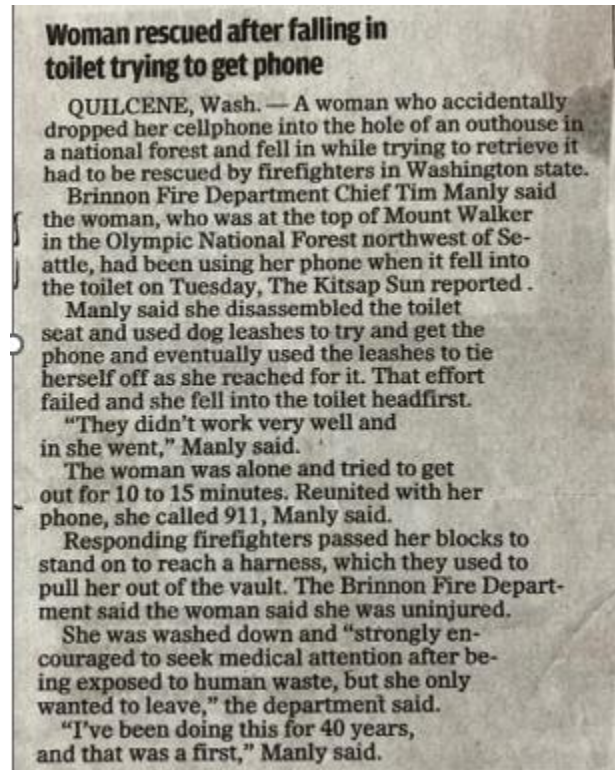 Woman rescued after falling in
toilet trying to get phone
QUILCENE, Wash. — A woman who accidentally
dropped her cellphone into the hole of an outhouse in
a national forest and fell in while trying to retrieve it
had to be rescued by firefighters in Washington state.
Brinnon Fire Department Chief Tim Manly said
the woman, who was at the top of Mount Walker
in the Olympic National Forest northwest of Se-
attle, had been using her phone when it fell into
the toilet on Tuesday, The Kitsap Sun reported .
Manly said she disassembled the toilet
seat and used dog leashes to try and get the
phone and eventually used the leashes to tie
herself off as she reached for it. That effort
failed and she fell into the toilet headfirst.
“They didn’t work very well and
in she went,” Manly said.
The woman was alone and tried to get
out for 10 to 15 minutes. Reunited with her
phone, she called 911, Manly said.
Responding firefighters passed her blocks to
stand on to reach a harness, which they used to
pull her out of the vault. The Brinnon Fire Depart-
ment said the woman said she was uninjured.
She was washed down and “strongly en-
couraged to seek medical attention after be-
ing exposed to human waste, but she only
wanted to leave,” the department said.
“I’ve been doing this for 40 years,
and that was a first,” Manly said.